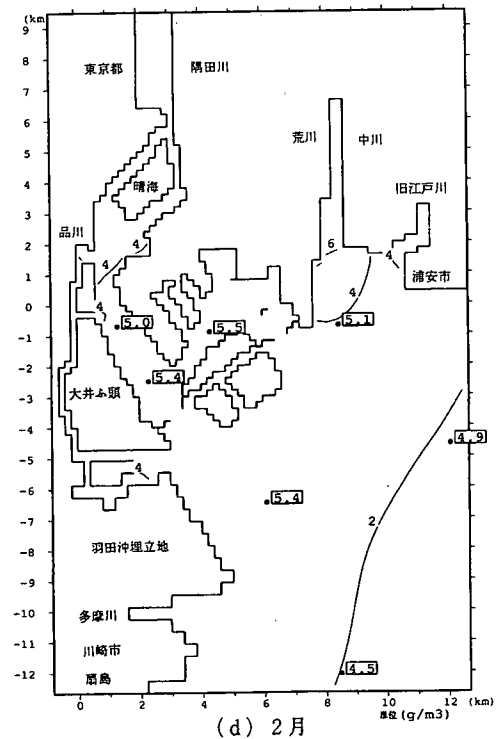 (km
9
8
東京都 隅田川
7
6
荒川 中川
5
4
晴海 旧江戸川
3
品川
2
4 6 4
4
1
浦安市
4
0
4
5.0 5.5 5.1
-1
-2
5.4
大井ふ頭
-3
-4
4.9
-5
4
-6
5.4
-7
2
羽田沖埋立地
-8
-9
-10
多摩川
-11
川崎市
4.5
-12
扇島
0 2 4 6 8 10 12 (km)
単位(g/m3)
(d) 2月